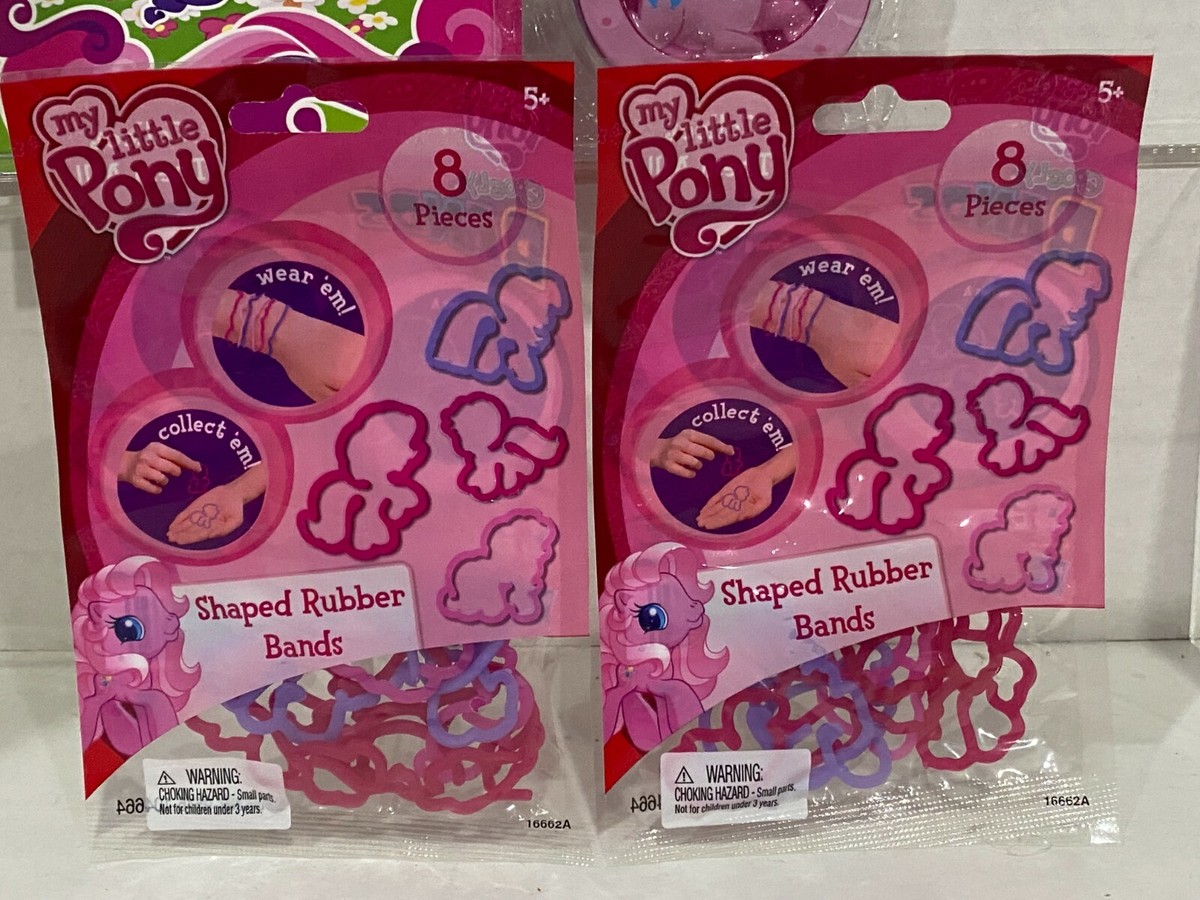 my
little
Pony
5+
8
Pieces
wear 'em!
collect 'em!
Shaped Rubber
Bands
WARNING:
CHOKING HAZARD - Small parts.
Not for children under 3 years.
664
16662A
my
little
Pony
5+
8
Pieces
wear 'em!
collect 'em!
Shaped Rubber
Bands
WARNING:
CHOKING HAZARD - Small parts.
Not for children under 3 years.
16662A